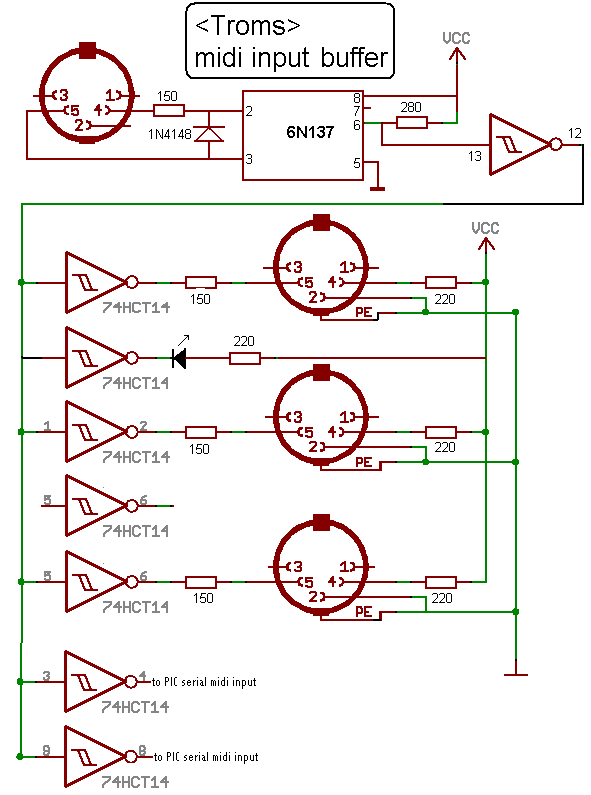 <Troms>
midi input buffer
VCC
3 1
5 4
2
150
1N4148
2
3
6N137
8
7
6
5
280
13
12
VCC
74HCT14
150
3 1
5 4
2
PE
220
74HCT14
220
1 2
74HCT14
150
3 1
5 4
2
PE
220
5 6
74HCT14
5 6
74HCT14
150
3 1
5 4
2
PE
220
3 4
to PIC serial midi input
74HCT14
9 8
to PIC serial midi input
74HCT14